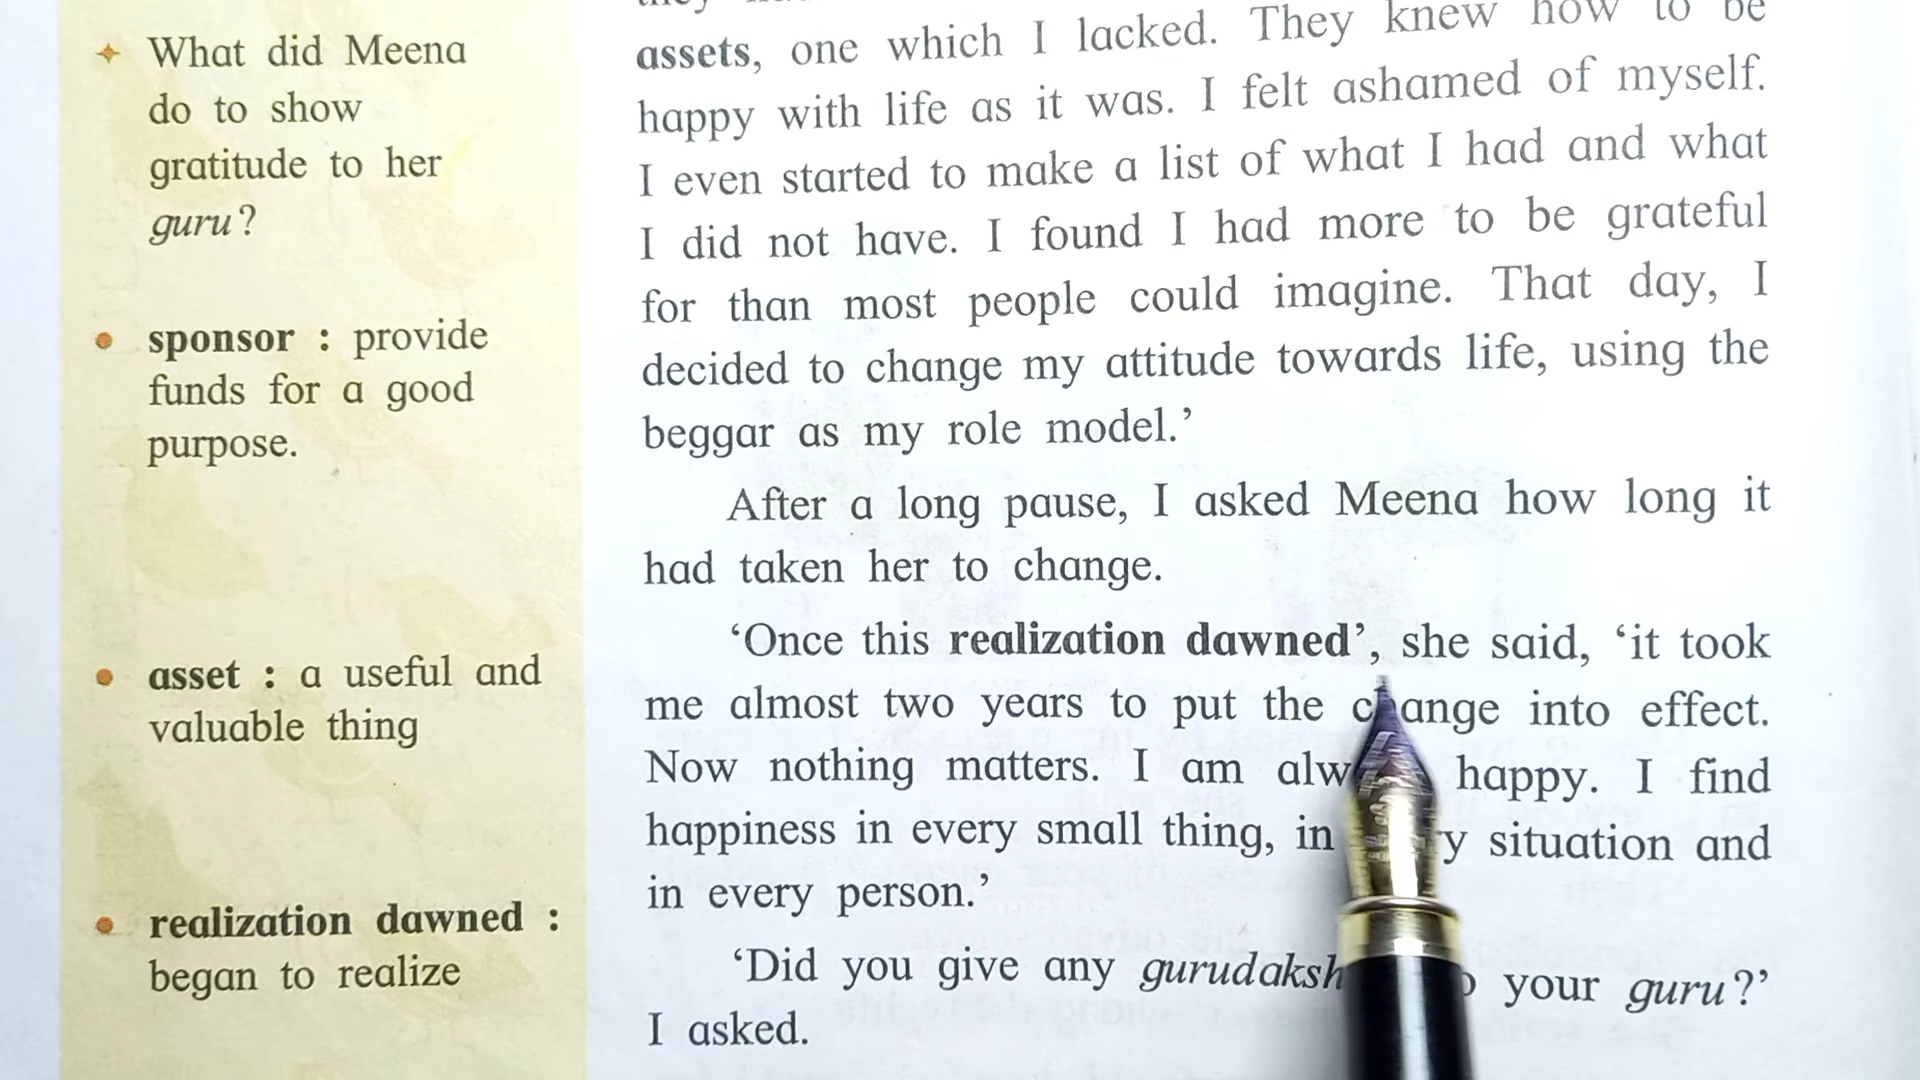 ✦ What did Meena
do to show
gratitude to her
guru?
• sponsor : provide
funds for a good
purpose.
• asset : a useful and
valuable thing
• realization dawned :
began to realize
assets, one which I lacked. They knew how to be
happy with life as it was. I felt ashamed of myself.
I even started to make a list of what I had and what
I did not have. I found I had more to be grateful
for than most people could imagine. That day, I
decided to change my attitude towards life, using the
beggar as my role model.’
After a long pause, I asked Meena how long it
had taken her to change.
‘Once this realization dawned’, she said, ‘it took
me almost two years to put the change into effect.
Now nothing matters. I am alw happy. I find
happiness in every small thing, in y situation and
in every person.’
‘Did you give any gurudaksh your guru?’
I asked.